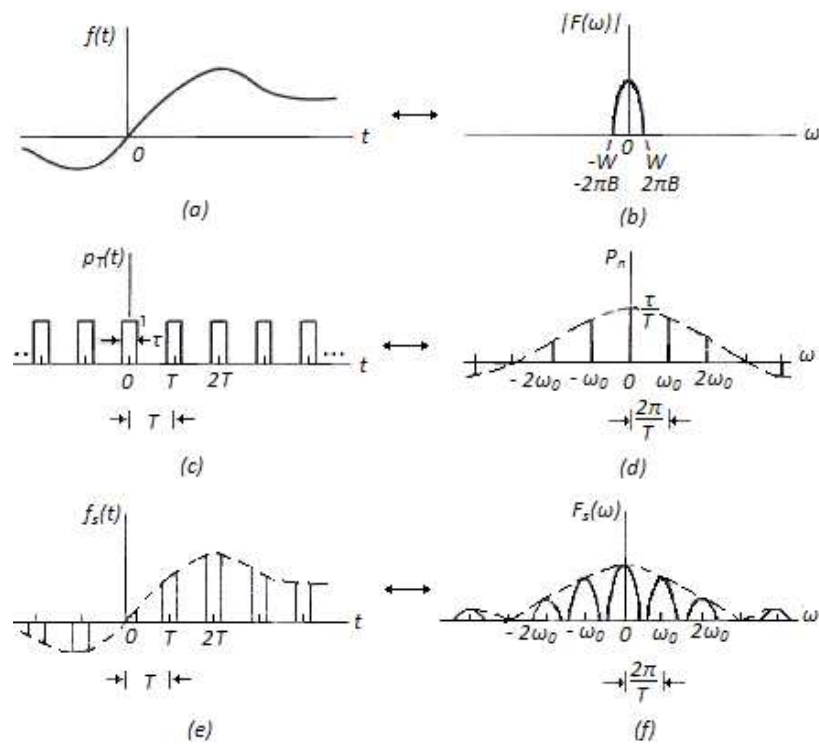 f(t)
t
0
(a)
|F(ω)|
ω
0
-W W
-2πB 2πB
(b)
p_T(t)
1
τ
... ...
t
0 T 2T
T
(c)
P_n
τ/T
ω
-2ω₀ -ω₀ 0 ω₀ 2ω₀
2π/T
(d)
f_s(t)
t
0 T 2T
T
(e)
F_s(ω)
ω
-2ω₀ -ω₀ 0 ω₀ 2ω₀
2π/T
(f)